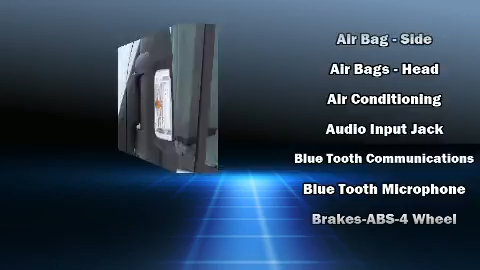 Air Bag - Side
Air Bags - Head
Air Conditioning
Audio Input Jack
Blue Tooth Communications
Blue Tooth Microphone
Brakes-ABS-4 Wheel